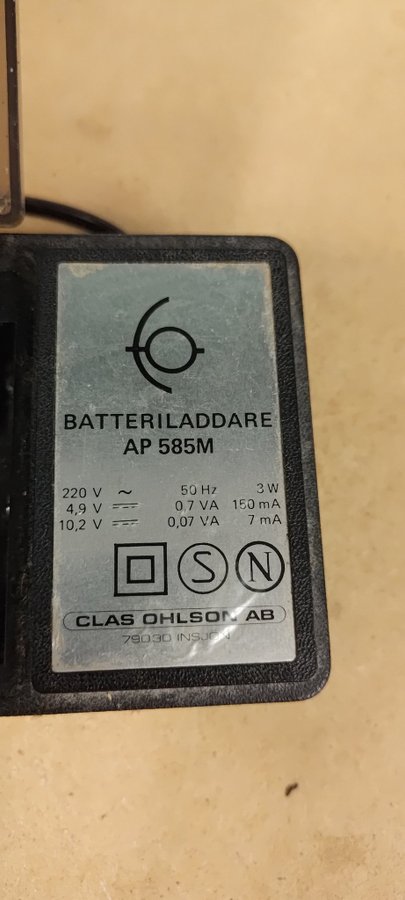 BATTERILADDARE
AP 585M
220 V ~ 50 Hz 3 W
4,9 V ⎓ 0,7 VA 150 mA
10,2 V ⎓ 0,07 VA 7 mA
S N
CLAS OHLSON AB
79030 INSJÖN